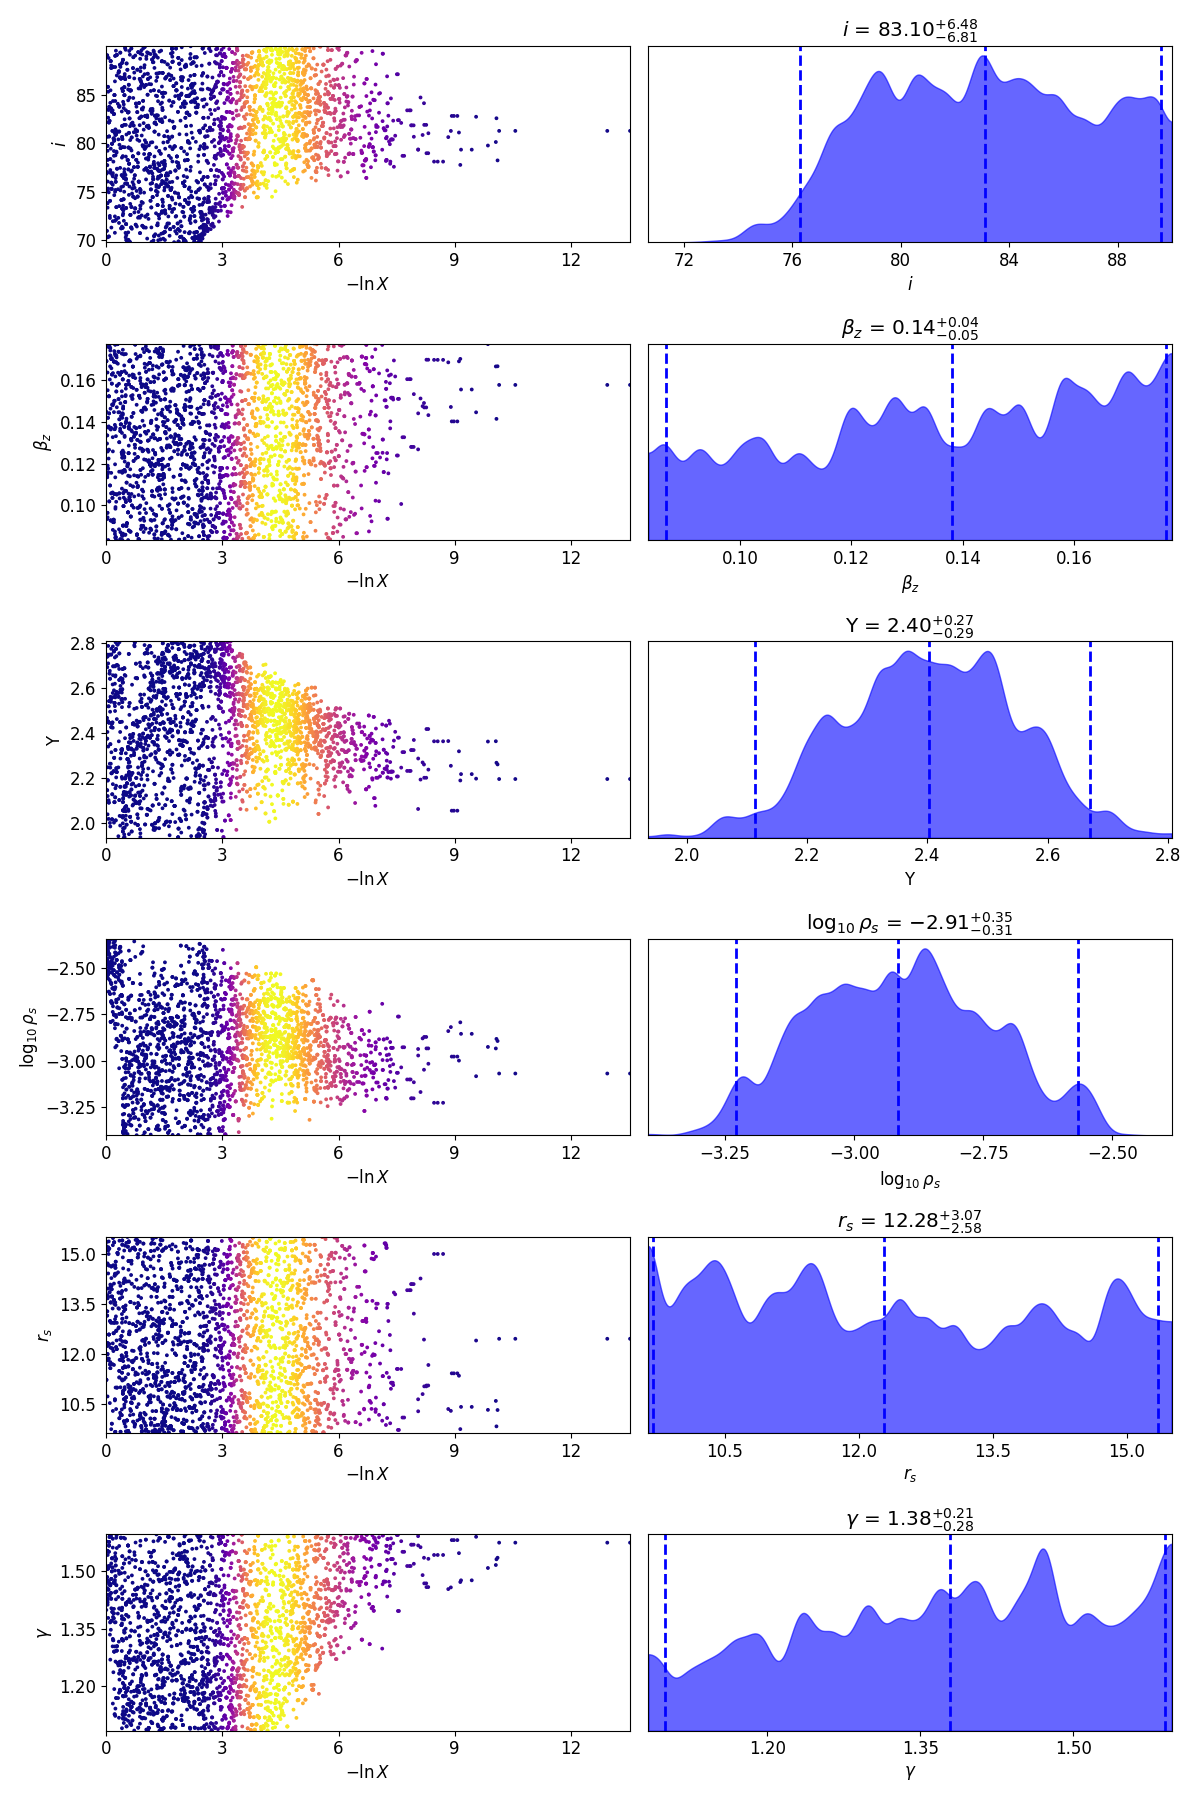 i = 83.10+6.48−6.81
85
80
75
70
i
0 3 6 9 12
−ln X
72 76 80 84 88
i
βz = 0.14+0.04−0.05
0.16
0.14
0.12
0.10
βz
0 3 6 9 12
−ln X
0.10 0.12 0.14 0.16
βz
Y = 2.40+0.27−0.29
2.8
2.6
2.4
2.2
2.0
Y
0 3 6 9 12
−ln X
2.0 2.2 2.4 2.6 2.8
Y
log10 ρs = −2.91+0.35−0.31
−2.50
−2.75
−3.00
−3.25
log10 ρs
0 3 6 9 12
−ln X
−3.25 −3.00 −2.75 −2.50
log10 ρs
rs = 12.28+3.07−2.58
15.0
13.5
12.0
10.5
rs
0 3 6 9 12
−ln X
10.5 12.0 13.5 15.0
rs
γ = 1.38+0.21−0.28
1.50
1.35
1.20
γ
0 3 6 9 12
−ln X
1.20 1.35 1.50
γ